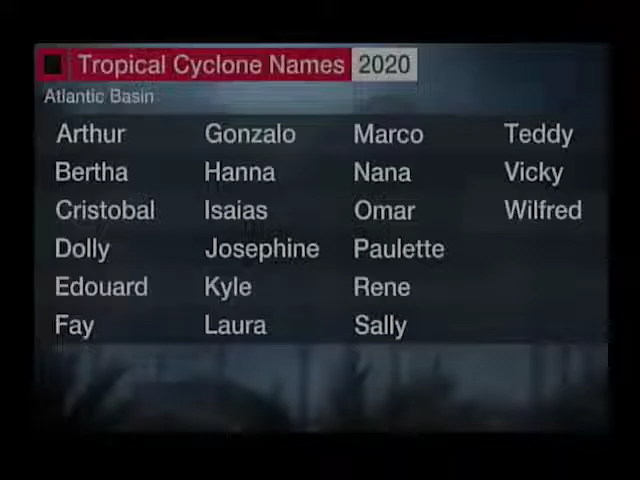 Tropical Cyclone Names 2020
Atlantic Basin
Arthur Gonzalo Marco Teddy
Bertha Hanna Nana Vicky
Cristobal Isaias Omar Wilfred
Dolly Josephine Paulette
Edouard Kyle Rene
Fay Laura Sally